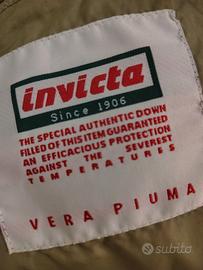 invicta
Since 1906
THE SPECIAL AUTHENTIC DOWN
FILLED OF THIS ITEM GUARANTEED
AN EFFICACIOUS PROTECTION
AGAINST THE SEVEREST
TEMPERATURES
VERA PIUMA
subito